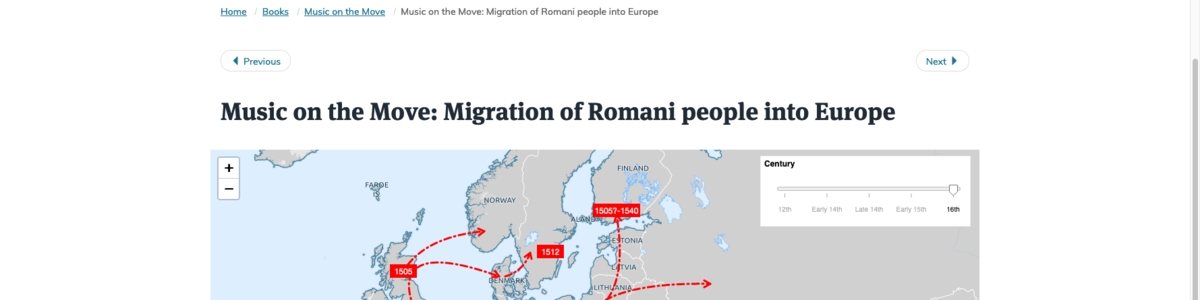 Home / Books / Music on the Move / Music on the Move: Migration of Romani people into Europe
Previous
Next
Music on the Move: Migration of Romani people into Europe
+
−
Century
12th Early 14th Late 14th Early 15th 16th
FINLAND
FAROE
NORWAY
1505?-1540
ALAND
ESTONIA
1512
1505
LATVIA
DENMARK
LITHUANIA